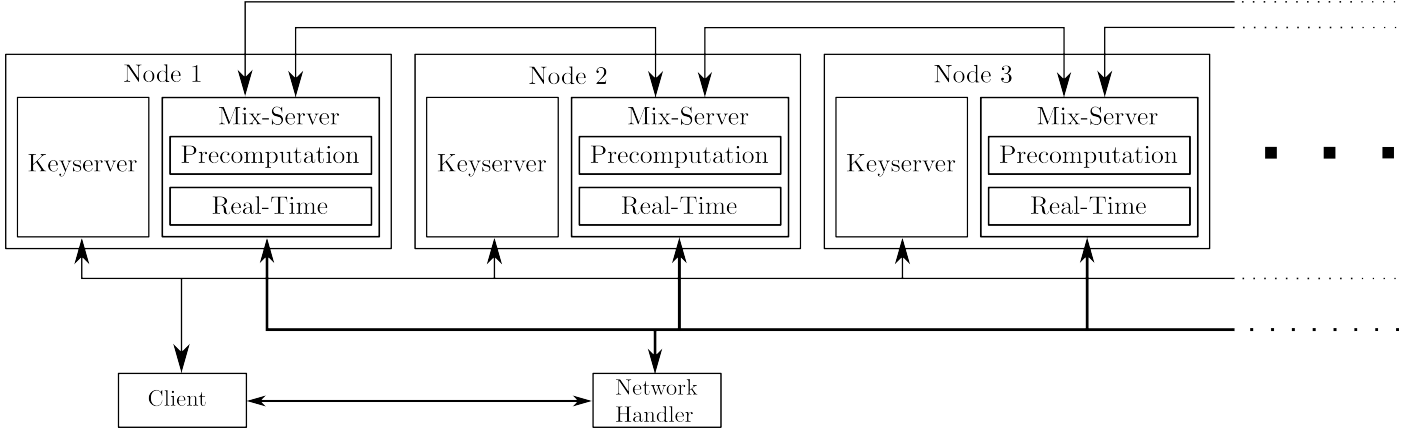 Node 1
Keyserver
Mix-Server
Precomputation
Real-Time
Node 2
Keyserver
Mix-Server
Precomputation
Real-Time
Node 3
Keyserver
Mix-Server
Precomputation
Real-Time
Client
Network
Handler